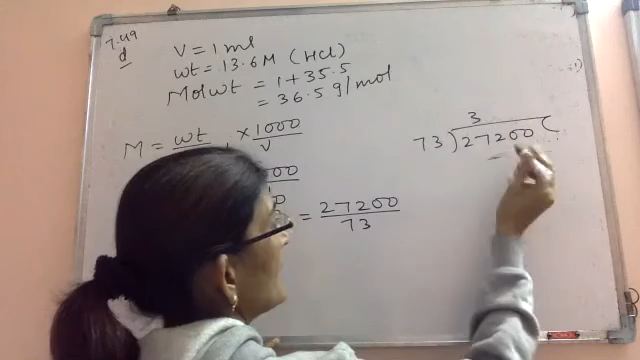 7.49
d
V = 1 ml
wt = 13.6 M (HCl)
Mol wt = 1 + 35.5
= 36.5 g/mol
M = wt × 1000
V
= 27200
73
3
73 ) 27200 (